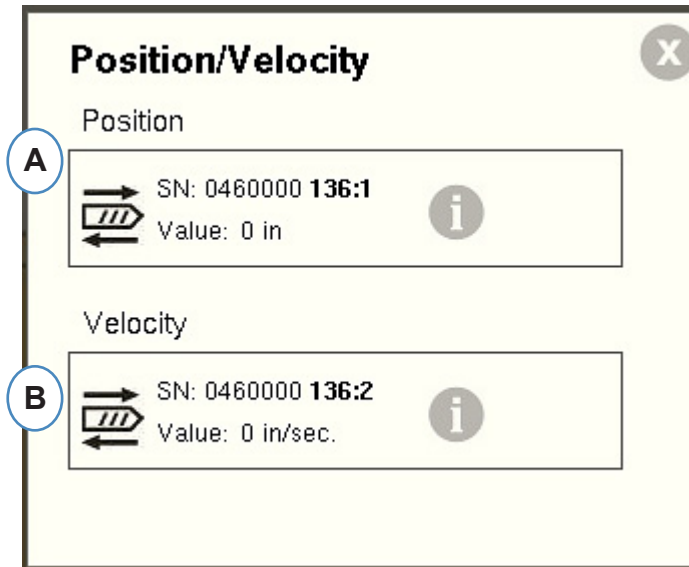 Position/Velocity
X
Position
A
SN: 0460000 136:1
Value: 0 in
i
Velocity
B
SN: 0460000 136:2
Value: 0 in/sec.
i